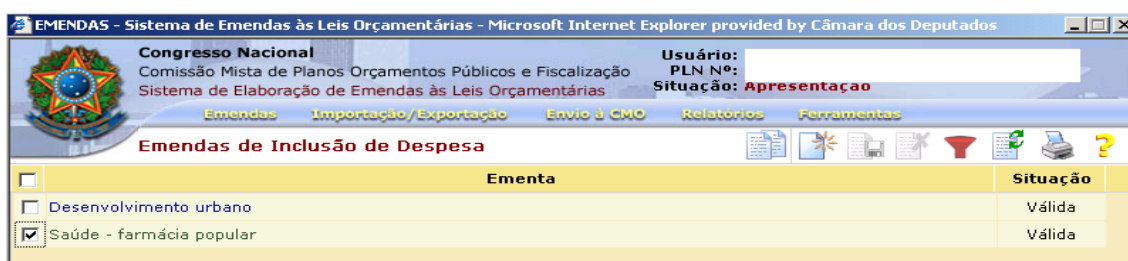 EMENDAS - Sistema de Emendas às Leis Orçamentárias - Microsoft Internet Explorer provided by Câmara dos Deputados
Congresso Nacional
Comissão Mista de Planos Orçamentos Públicos e Fiscalização
Sistema de Elaboração de Emendas às Leis Orçamentárias
Usuário:
PLN Nº:
Situação: Apresentaçao
Emendas Importação/Exportação Envio à CMO Relatórios Ferramentas
Emendas de Inclusão de Despesa
Ementa Situação
Desenvolvimento urbano Válida
Saúde - farmácia popular Válida